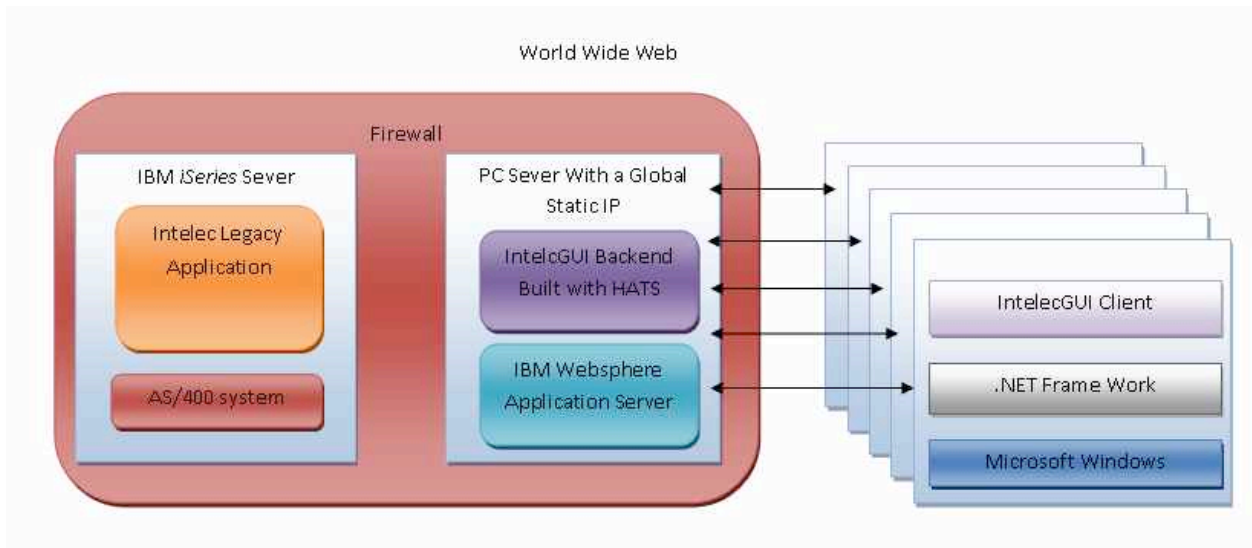 World Wide Web
Firewall
IBM iSeries Sever
Intelec Legacy
Application
AS/400 system
PC Sever With a Global
Static IP
IntelcGUI Backend
Built with HATS
IBM Websphere
Application Server
IntelecGUI Client
.NET Frame Work
Microsoft Windows